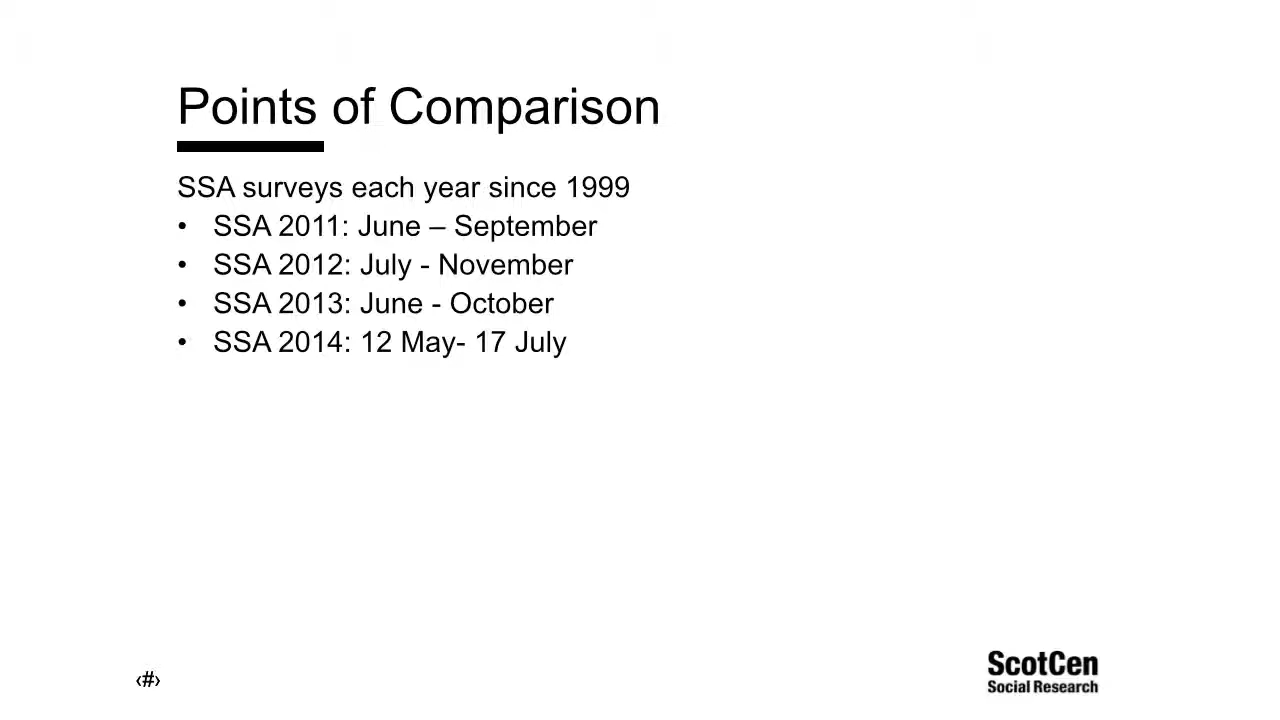 Points of Comparison
SSA surveys each year since 1999
• SSA 2011: June – September
• SSA 2012: July - November
• SSA 2013: June - October
• SSA 2014: 12 May- 17 July
‹#›
ScotCen
Social Research